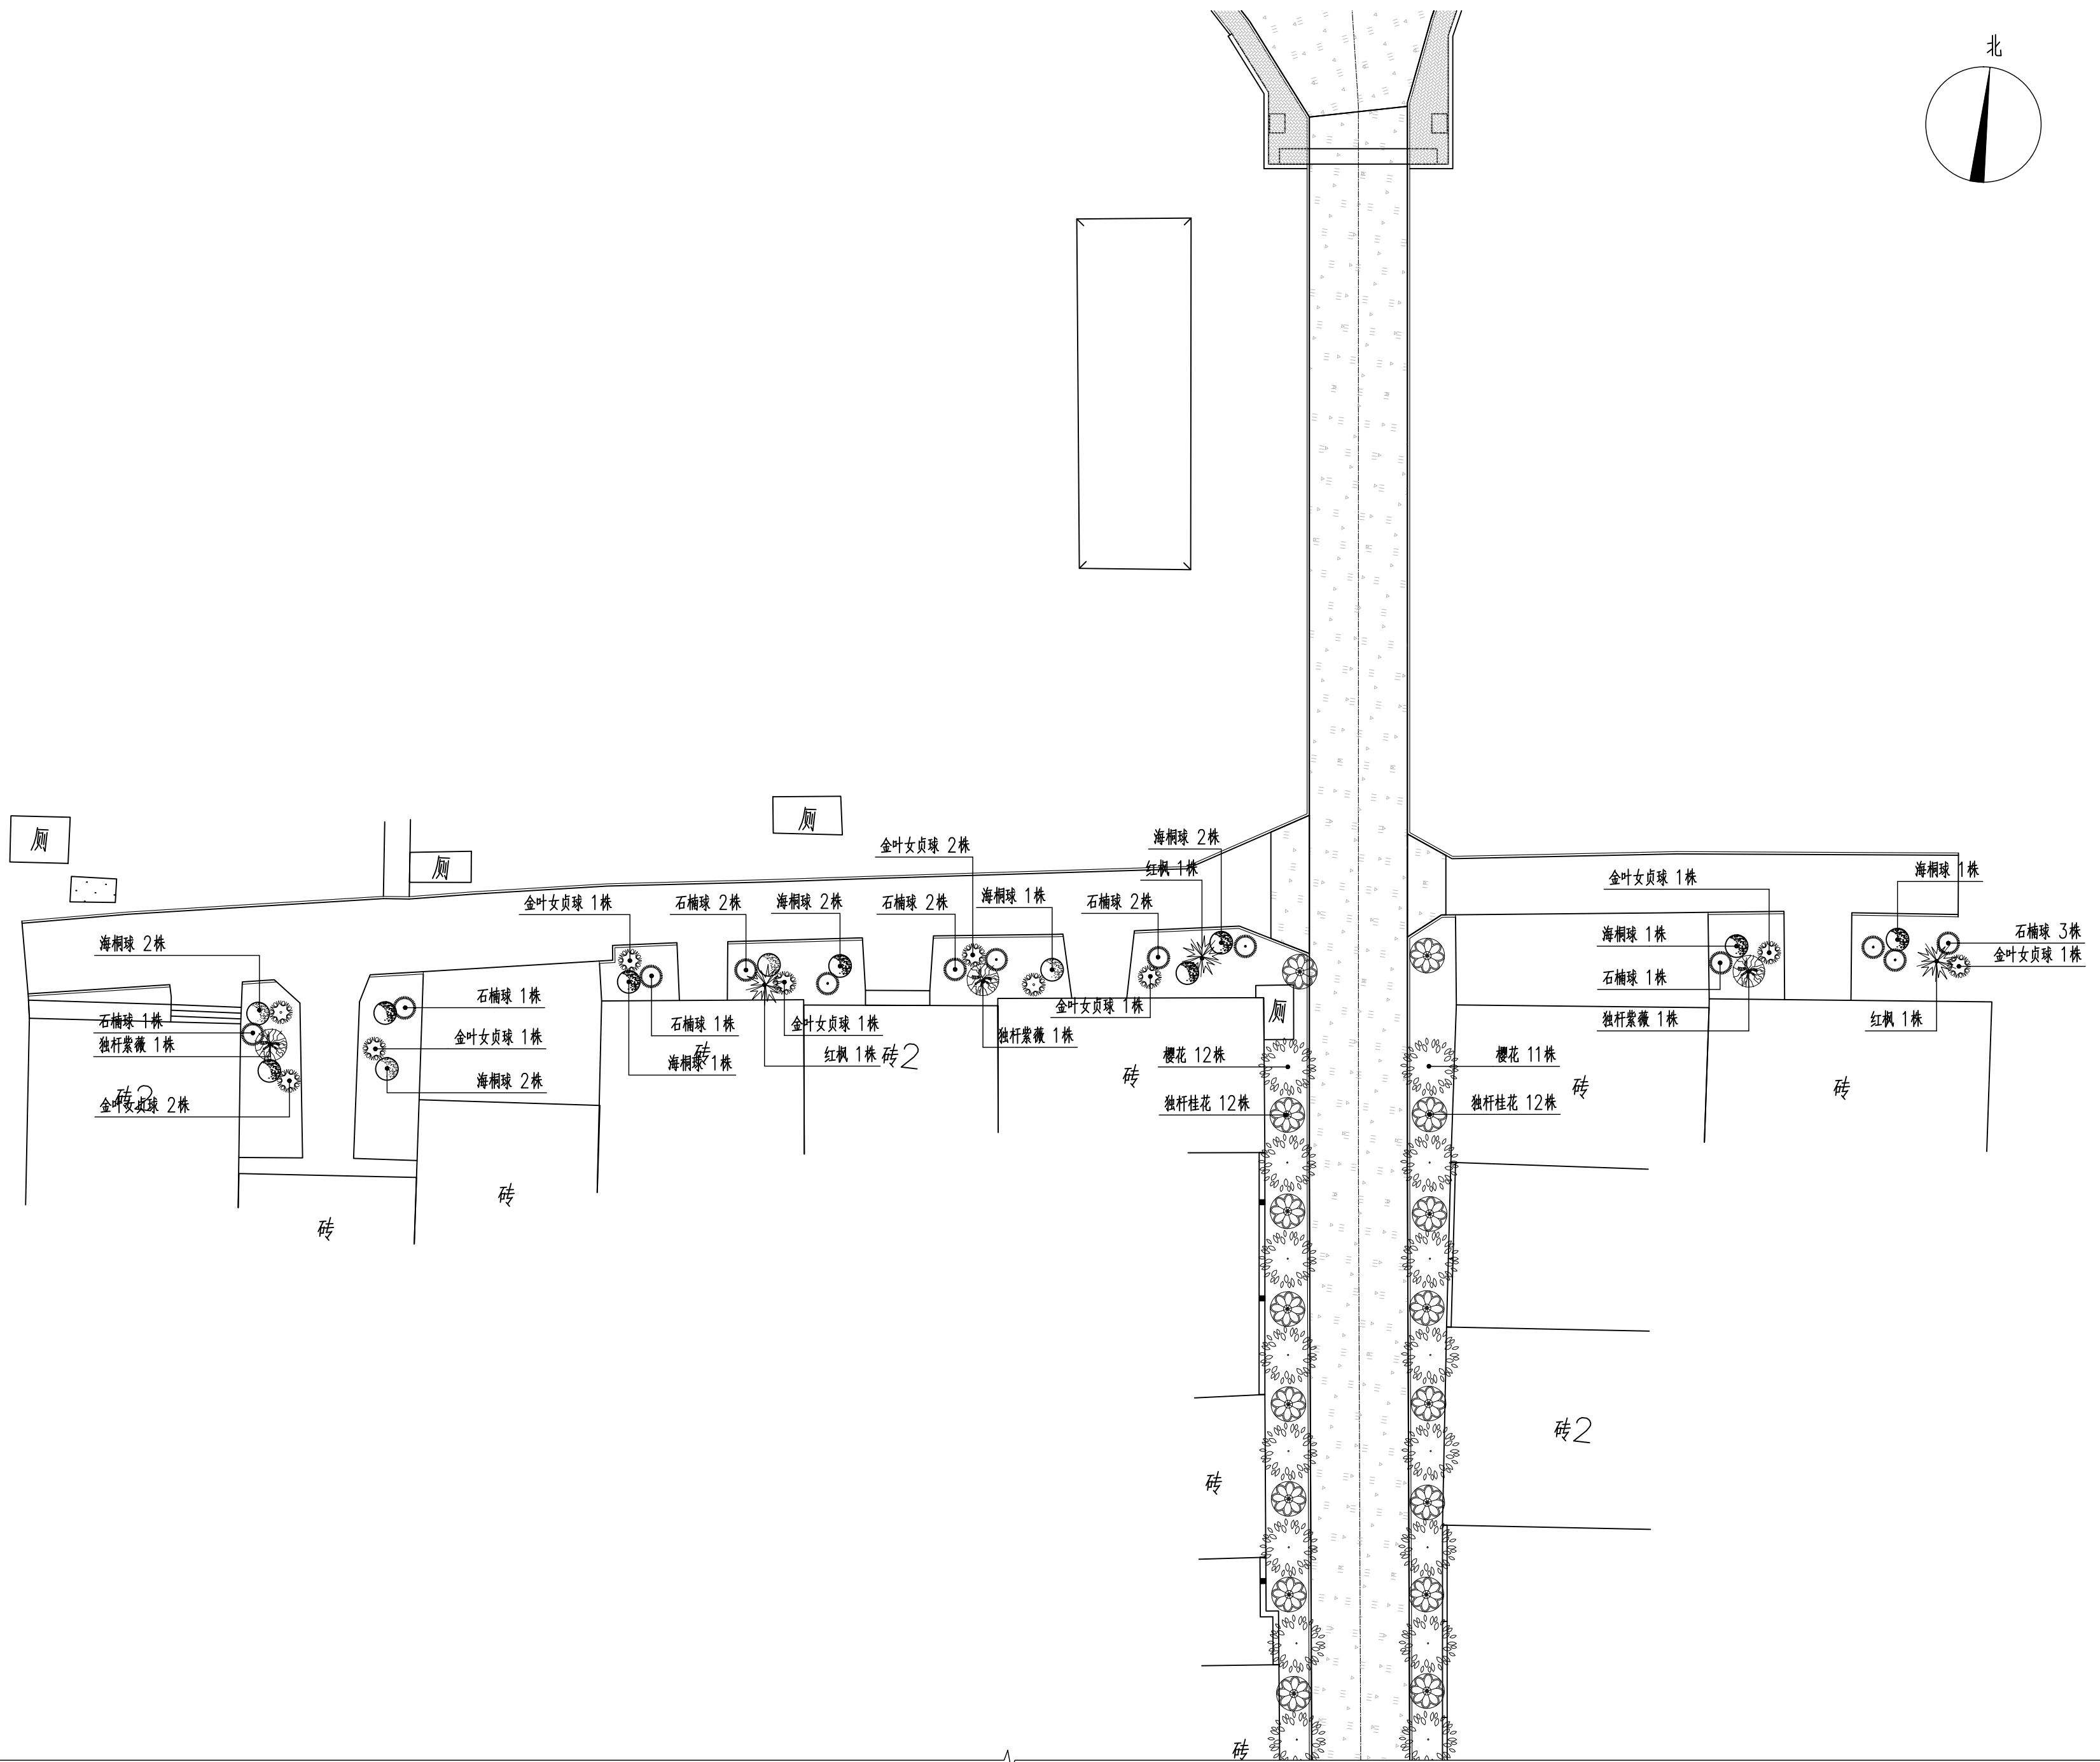 北
厕
厕
厕
金叶女贞球 2株
海桐球 2株
红枫 1株
金叶女贞球 1株
海桐球 1株
金叶女贞球 1株
石楠球 2株
海桐球 2株
石楠球 2株
海桐球 1株
石楠球 2株
海桐球 2株
海桐球 1株
石楠球 3株
金叶女贞球 1株
石楠球 1株
石楠球 1株
金叶女贞球 1株
独杆紫薇 1株
石楠球 1株
独杆紫薇 1株
金叶女贞球 1株
石楠球 1株
金叶女贞球 1株
独杆紫薇 1株
厕
红枫 1株
海桐球 1株
砖
红枫 1株
砖2
樱花 12株
樱花 11株
海桐球 2株
砖
砖
砖
砖2
金叶女贞球 2株
独杆桂花 12株
独杆桂花 12株
砖
砖
砖2
砖
砖